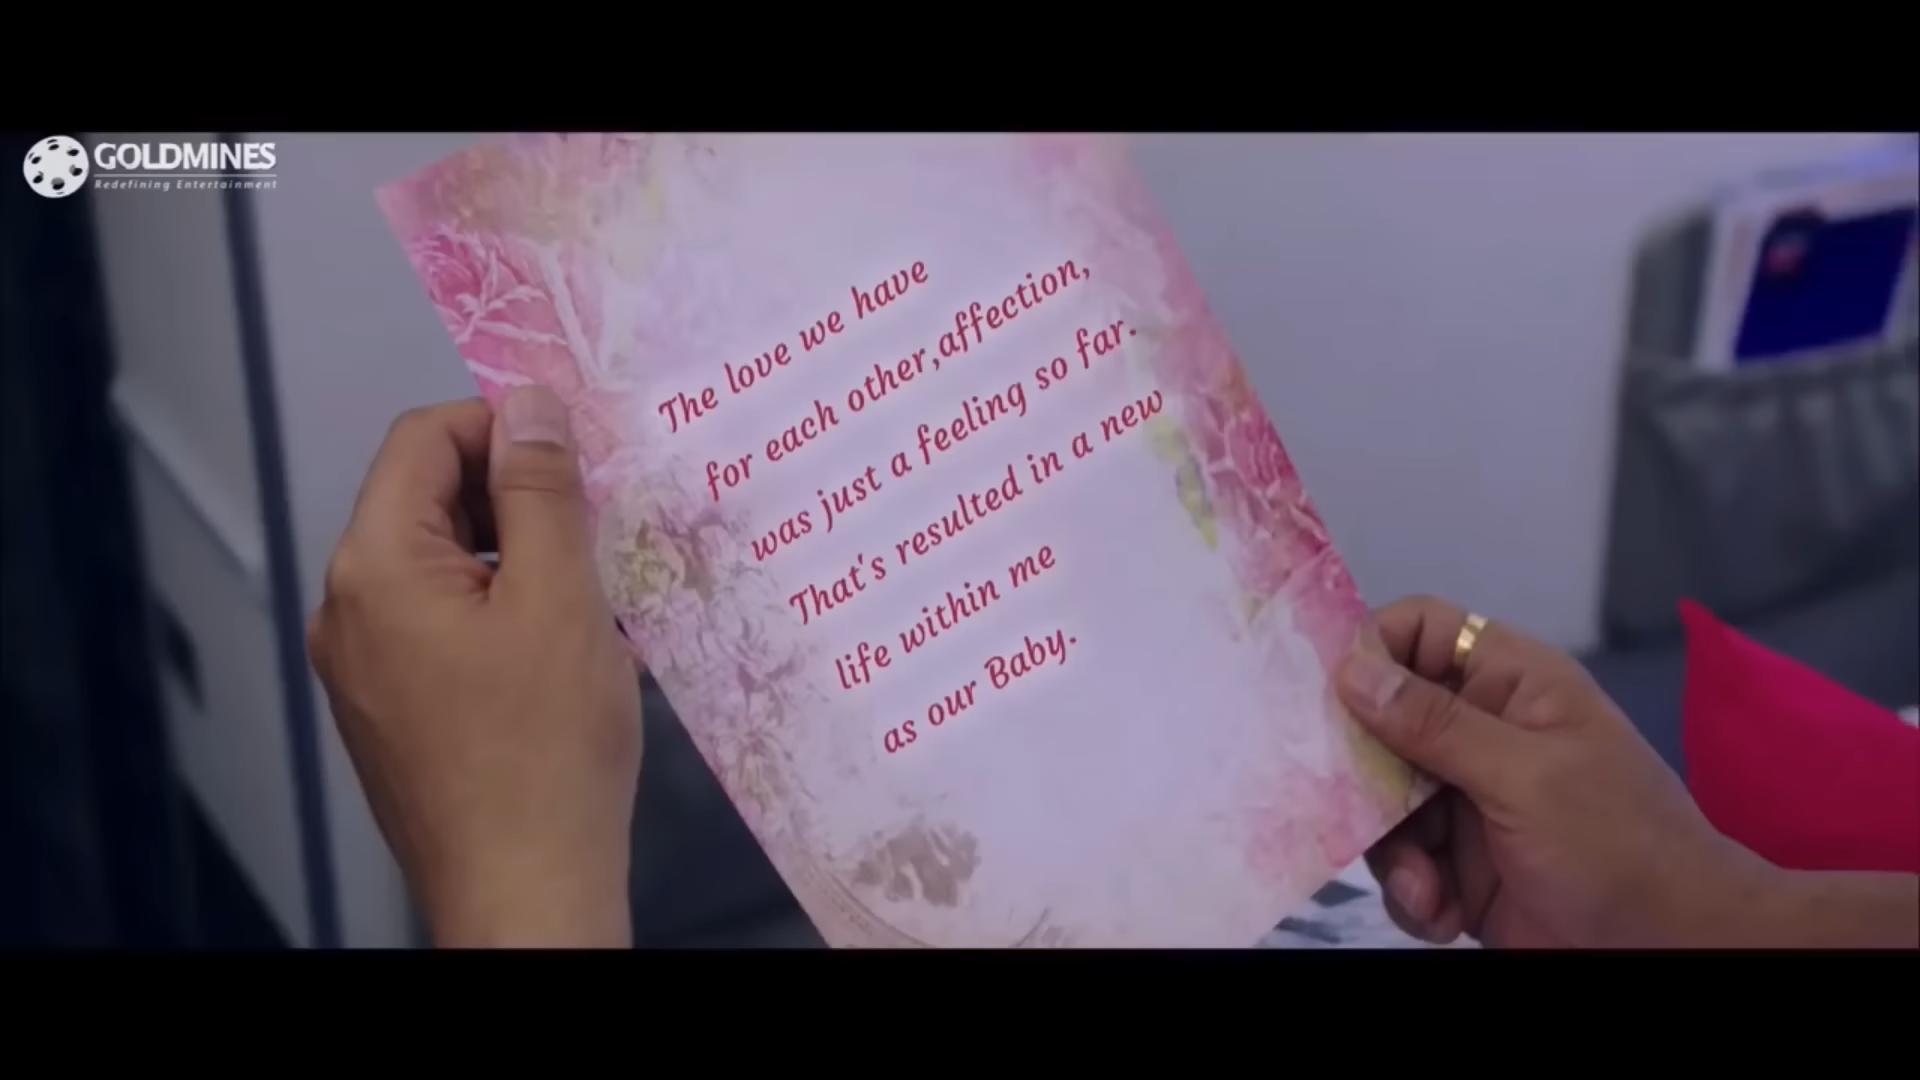 GOLDMINES
Redefining Entertainment
The love we have
for each other,affection,
was just a feeling so far.
That's resulted in a new
life within me
as our Baby.